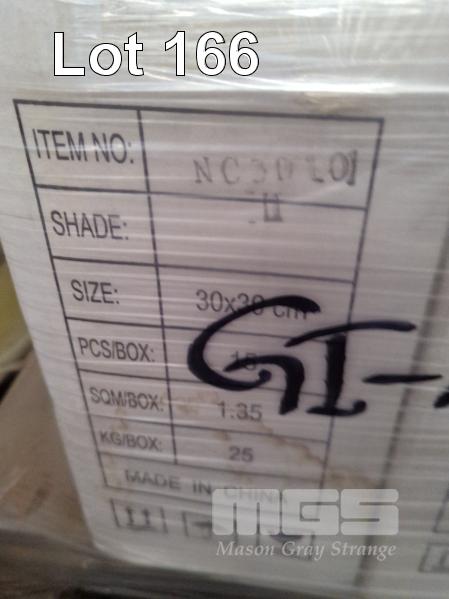 Lot 166
ITEM NO: NC30101
SHADE:
SIZE: 30x30 cm
PCS/BOX: 15
SQM/BOX: 1.35
KG/BOX: 25
MADE IN CHINA
GI-
MGS
Mason Gray Strange